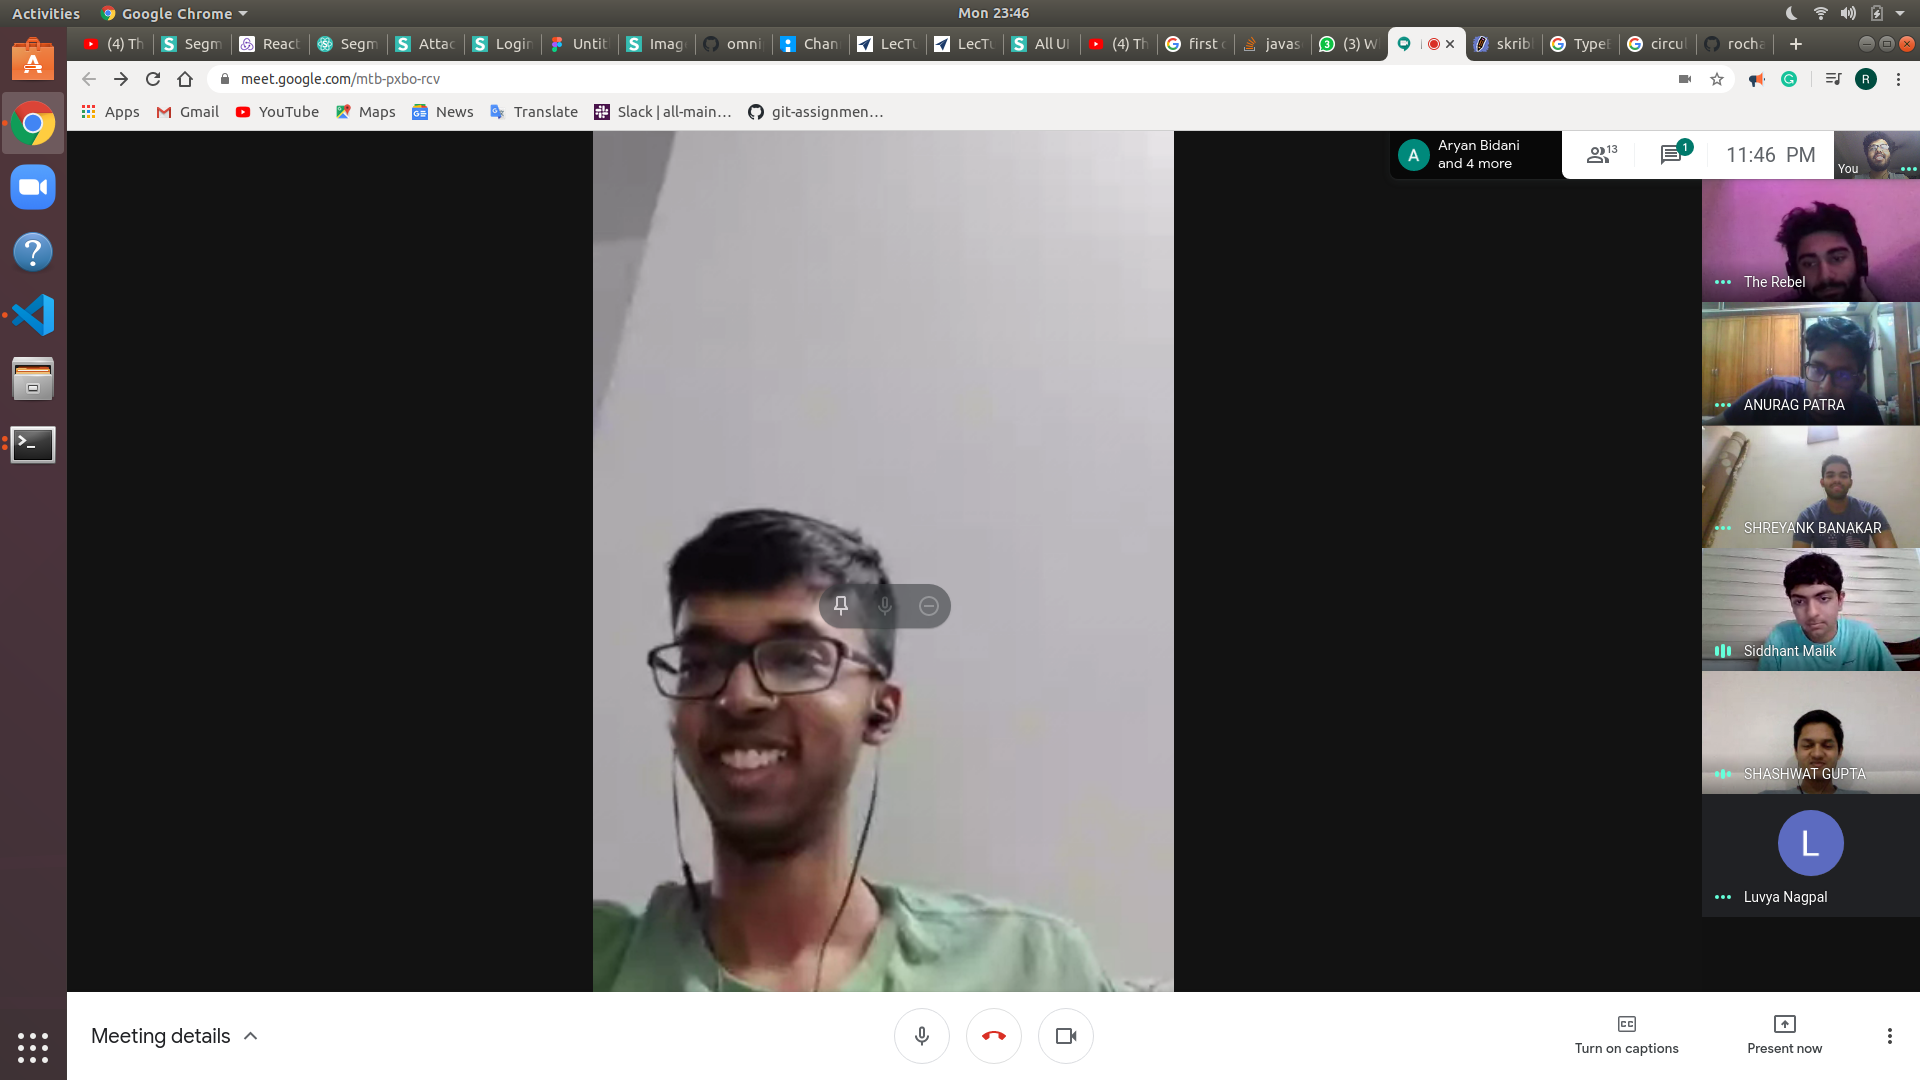 Activities
Google Chrome
Mon 23:46
(4) Th
Segm
React
Segm
Attac
Login
Untit
Image
omni
Chan
LecTu
LecTu
All UI
(4) Th
first c
javas
(3) W
skribl
TypeE
circul
rocha
meet.google.com/mtb-pxbo-rcv
R
Apps
Gmail
YouTube
Maps
News
Translate
Slack | all-main...
git-assignmen...
A
Aryan Bidani
and 4 more
13
1
11:46 PM
You
The Rebel
ANURAG PATRA
SHREYANK BANAKAR
Siddhant Malik
SHASHWAT GUPTA
L
Luvya Nagpal
Meeting details
Turn on captions
Present now